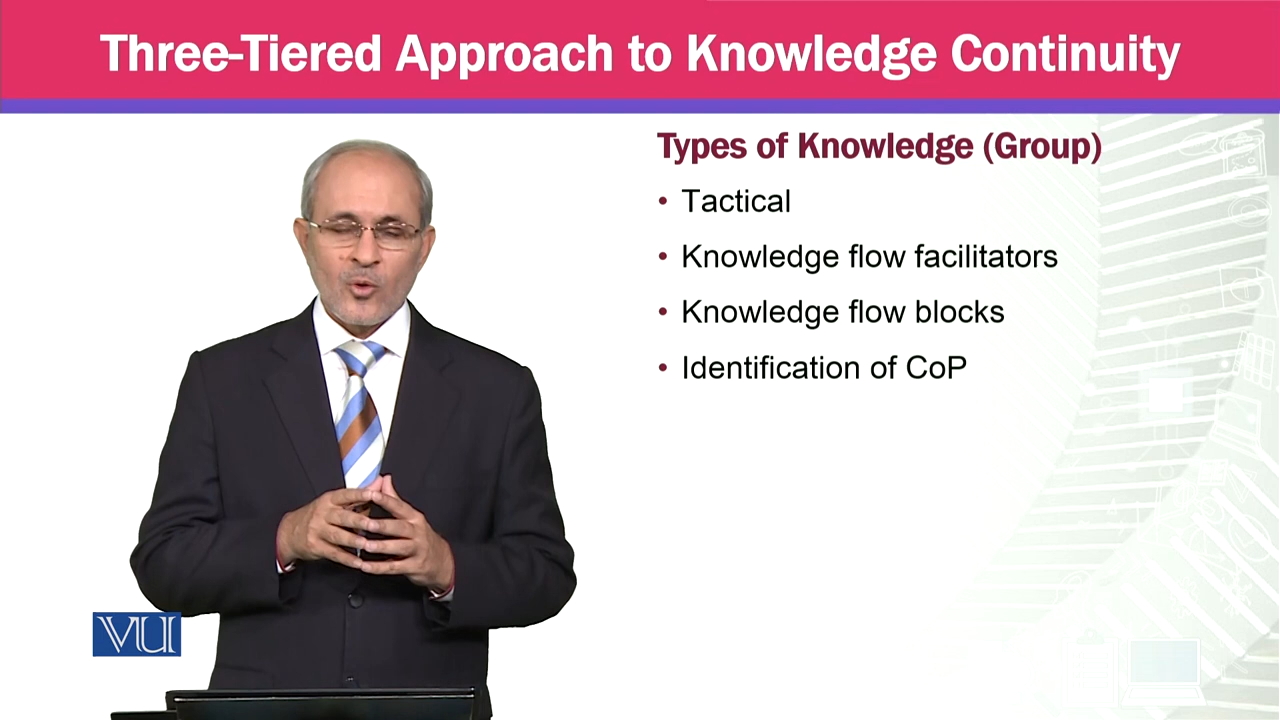 Three-Tiered Approach to Knowledge Continuity
Types of Knowledge (Group)
• Tactical
• Knowledge flow facilitators
• Knowledge flow blocks
• Identification of CoP
VU